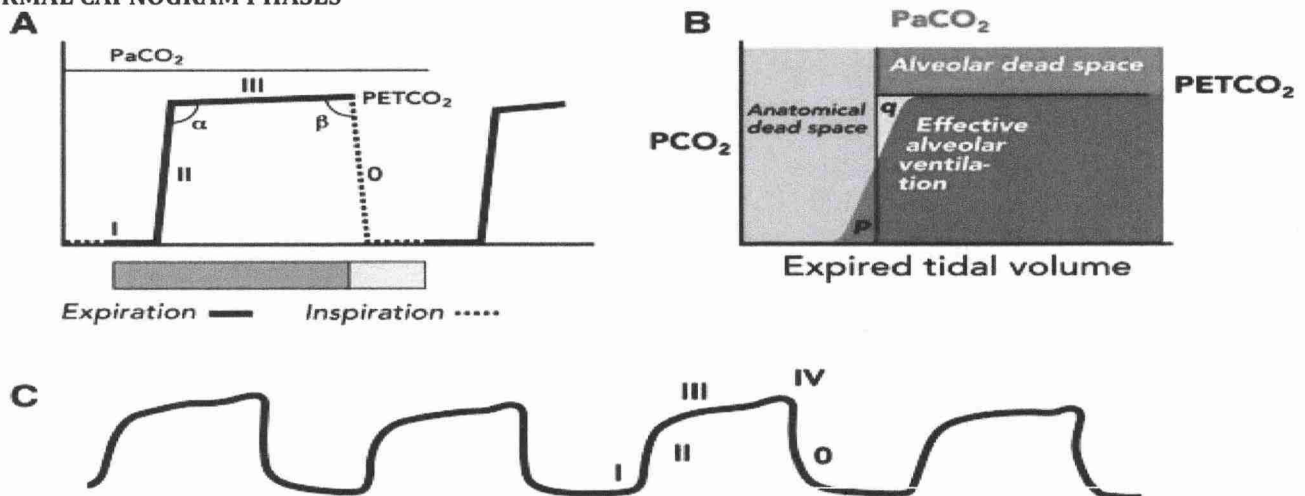 RMAL CAPNOGRAM PHASES
A
PaCO₂
III
PETCO₂
α
β
II
0
I
Expiration
Inspiration
B
PaCO₂
Alveolar dead space
PETCO₂
Anatomical
dead space
q
PCO₂
Effective
alveolar
ventila-
tion
p
Expired tidal volume
C
III
IV
II
I
0